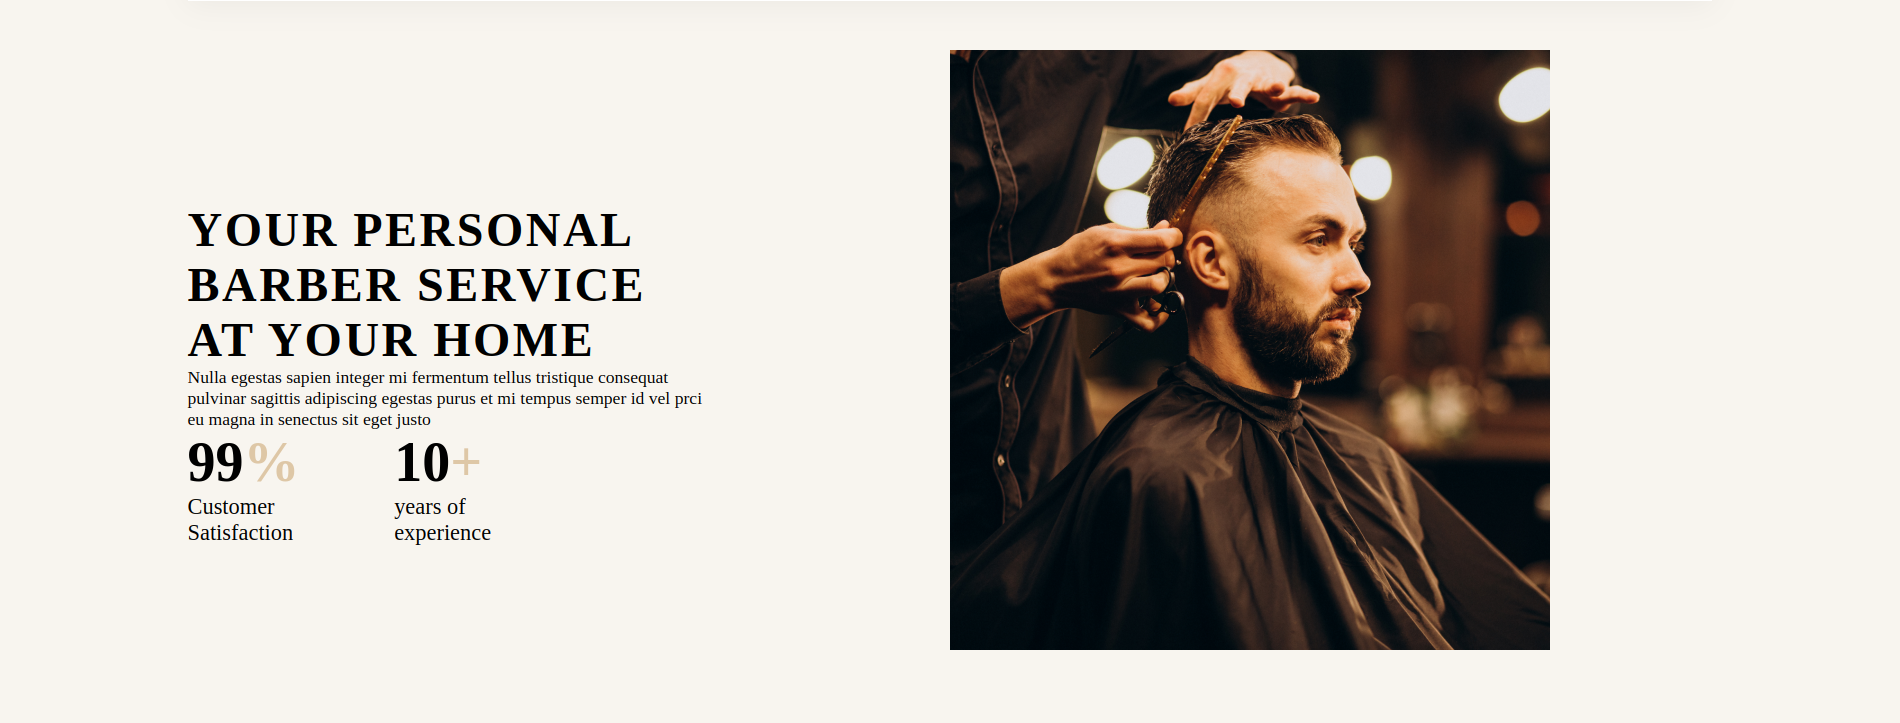 YOUR PERSONAL
BARBER SERVICE
AT YOUR HOME
Nulla egestas sapien integer mi fermentum tellus tristique consequat
pulvinar sagittis adipiscing egestas purus et mi tempus semper id vel prci
eu magna in senectus sit eget justo
99% 10+
Customer years of
Satisfaction experience